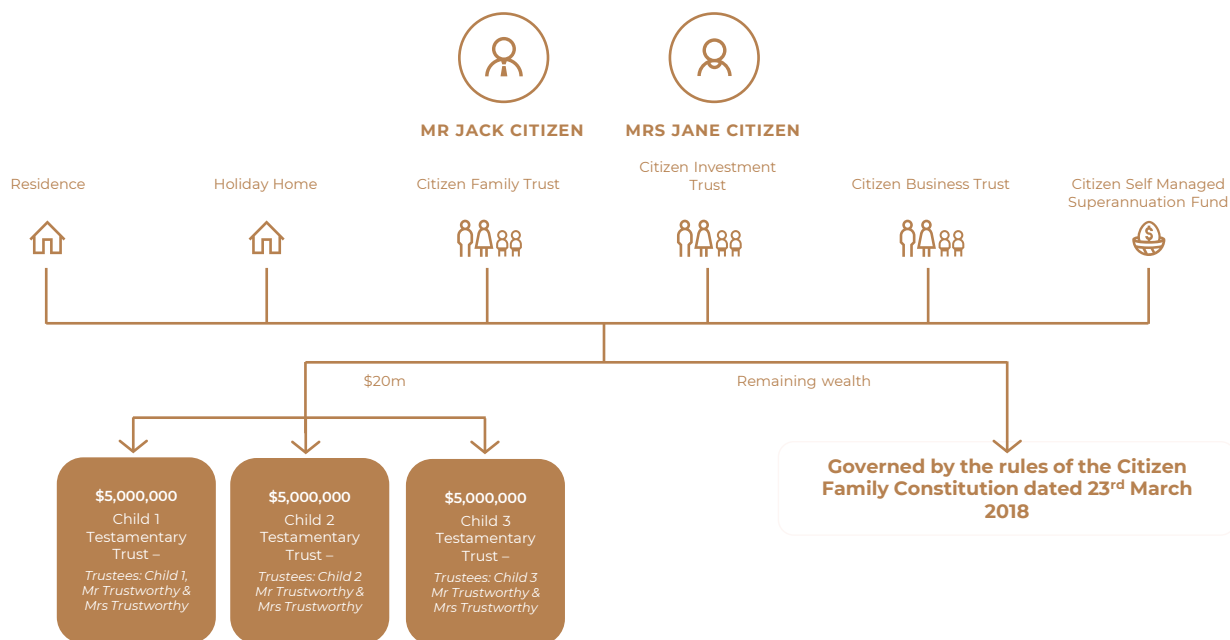 MR JACK CITIZEN
MRS JANE CITIZEN
Residence
Holiday Home
Citizen Family Trust
Citizen Investment
Trust
Citizen Business Trust
Citizen Self Managed
Superannuation Fund
$
$20m
Remaining wealth
$5,000,000
Child 1
Testamentary
Trust –
Trustees: Child 1,
Mr Trustworthy &
Mrs Trustworthy
$5,000,000
Child 2
Testamentary
Trust –
Trustees: Child 2
Mr Trustworthy &
Mrs Trustworthy
$5,000,000
Child 3
Testamentary
Trust –
Trustees: Child 3
Mr Trustworthy &
Mrs Trustworthy
Governed by the rules of the Citizen
Family Constitution dated 23rd March
2018